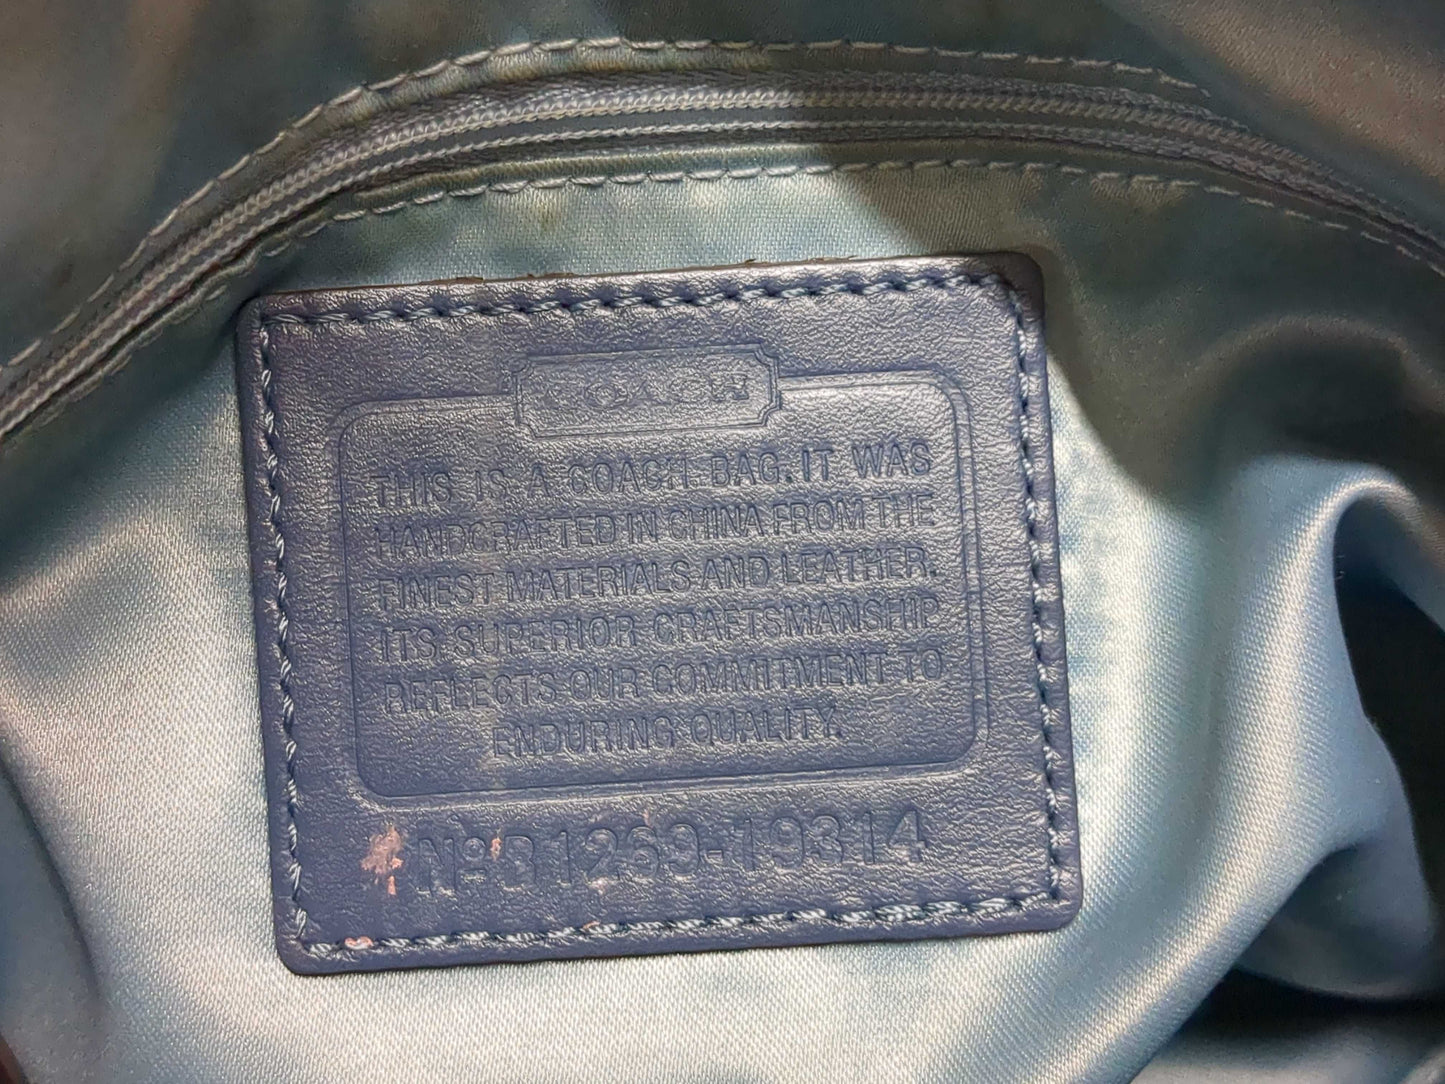 COACH
THIS IS A COACH BAG. IT WAS
HANDCRAFTED IN CHINA FROM THE
FINEST MATERIALS AND LEATHER.
ITS SUPERIOR CRAFTSMANSHIP
REFLECTS OUR COMMITMENT TO
ENDURING QUALITY.
Nº 31269-19314